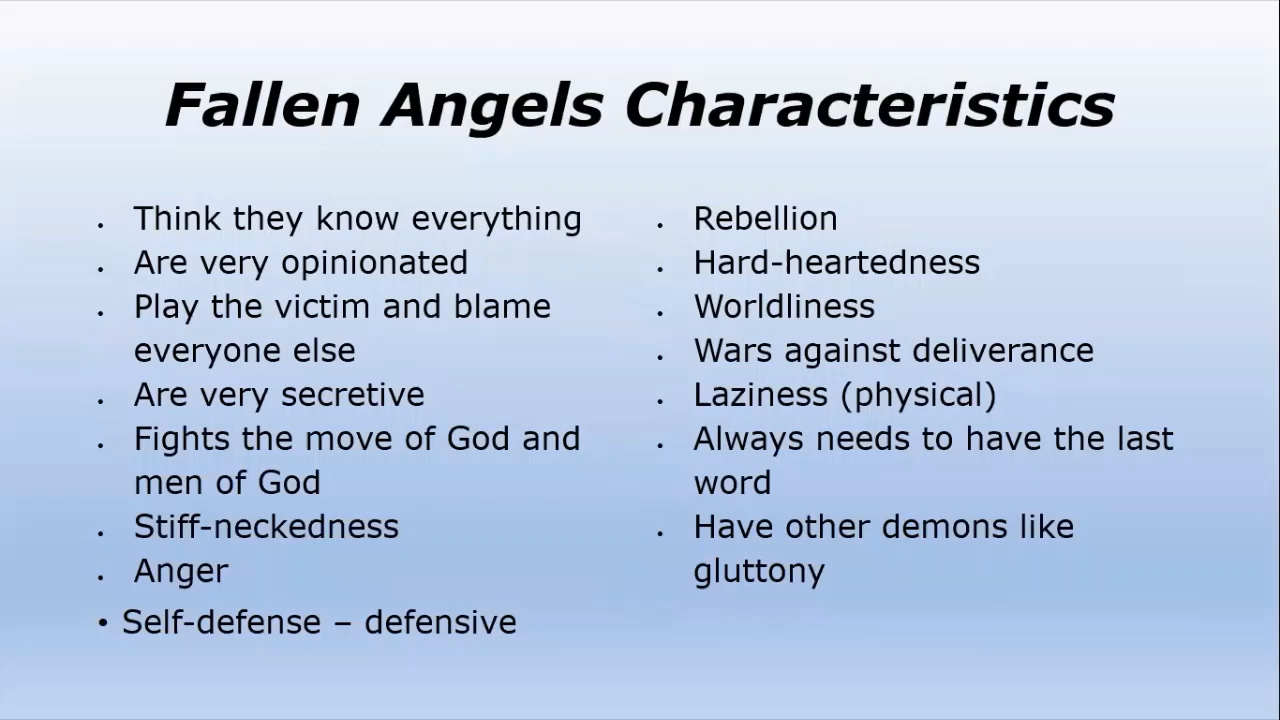 Fallen Angels Characteristics
. Think they know everything
. Are very opinionated
. Play the victim and blame
everyone else
. Are very secretive
. Fights the move of God and
men of God
. Stiff-neckedness
. Anger
• Self-defense – defensive
. Rebellion
. Hard-heartedness
. Worldliness
. Wars against deliverance
. Laziness (physical)
. Always needs to have the last
word
. Have other demons like
gluttony